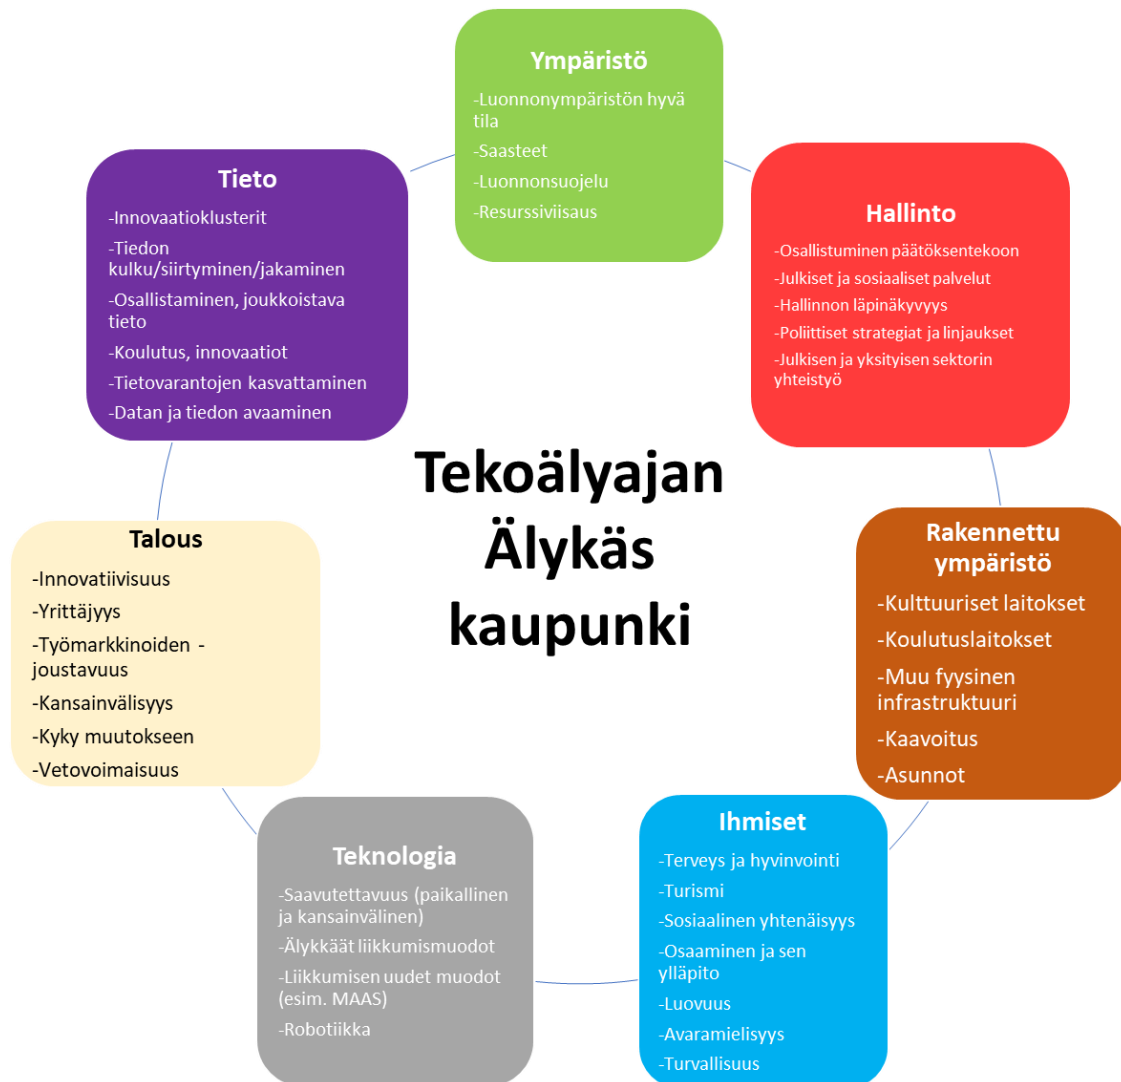 Ympäristö
-Luonnonympäristön hyvä
tila
-Saasteet
-Luonnonsuojelu
-Resurssiviisaus
Hallinto
-Osallistuminen päätöksentekoon
-Julkiset ja sosiaaliset palvelut
-Hallinnon läpinäkyvyys
-Poliittiset strategiat ja linjaukset
-Julkisen ja yksityisen sektorin
yhteistyö
Rakennettu
ympäristö
-Kulttuuriset laitokset
-Koulutuslaitokset
-Muu fyysinen
infrastruktuuri
-Kaavoitus
-Asunnot
Ihmiset
-Terveys ja hyvinvointi
-Turismi
-Sosiaalinen yhtenäisyys
-Osaaminen ja sen
ylläpito
-Luovuus
-Avaramielisyys
-Turvallisuus
Teknologia
-Saavutettavuus (paikallinen
ja kansainvälinen)
-Älykkäät liikkumismuodot
-Liikkumisen uudet muodot
(esim. MAAS)
-Robotiikka
Talous
-Innovatiivisuus
-Yrittäjyys
-Työmarkkinoiden -
joustavuus
-Kansainvälisyys
-Kyky muutokseen
-Vetovoimaisuus
Tieto
-Innovaatioklusterit
-Tiedon
kulku/siirtyminen/jakaminen
-Osallistaminen, joukkoistava
tieto
-Koulutus, innovaatiot
-Tietovarantojen kasvattaminen
-Datan ja tiedon avaaminen
Tekoälyajan
Älykäs
kaupunki